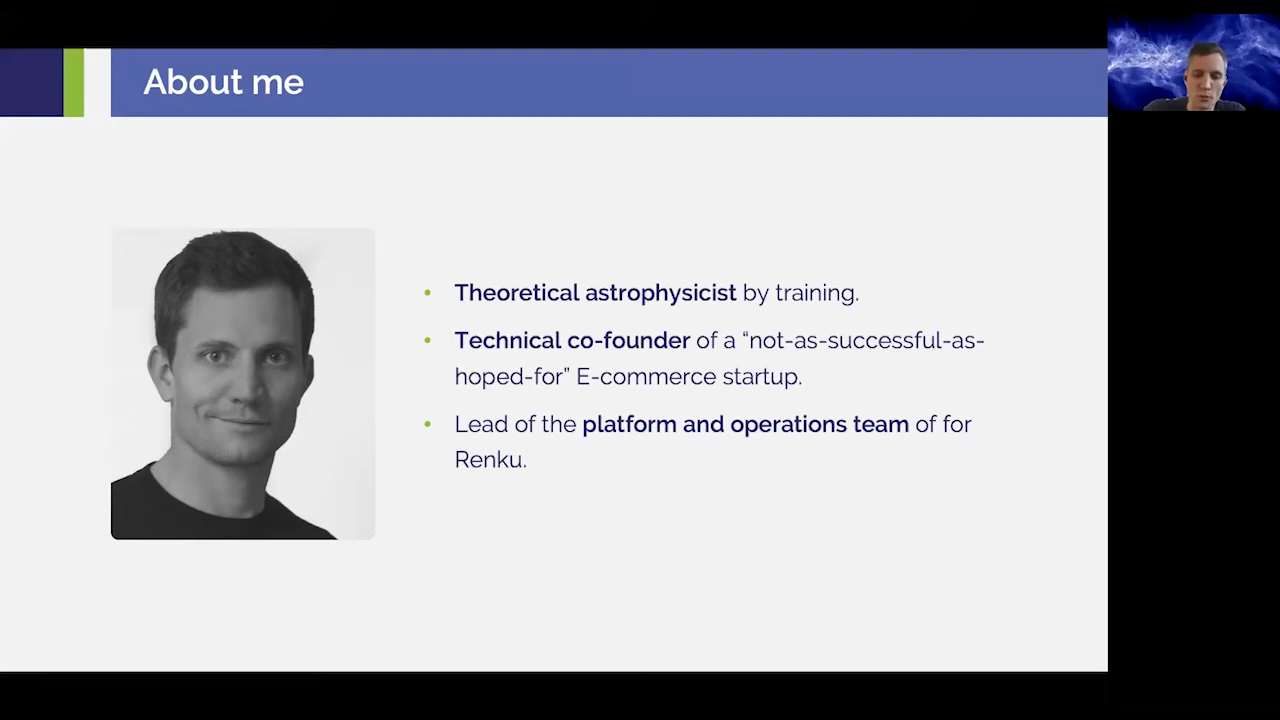 About me
• Theoretical astrophysicist by training.
• Technical co-founder of a “not-as-successful-as-
hoped-for” E-commerce startup.
• Lead of the platform and operations team of for
Renku.